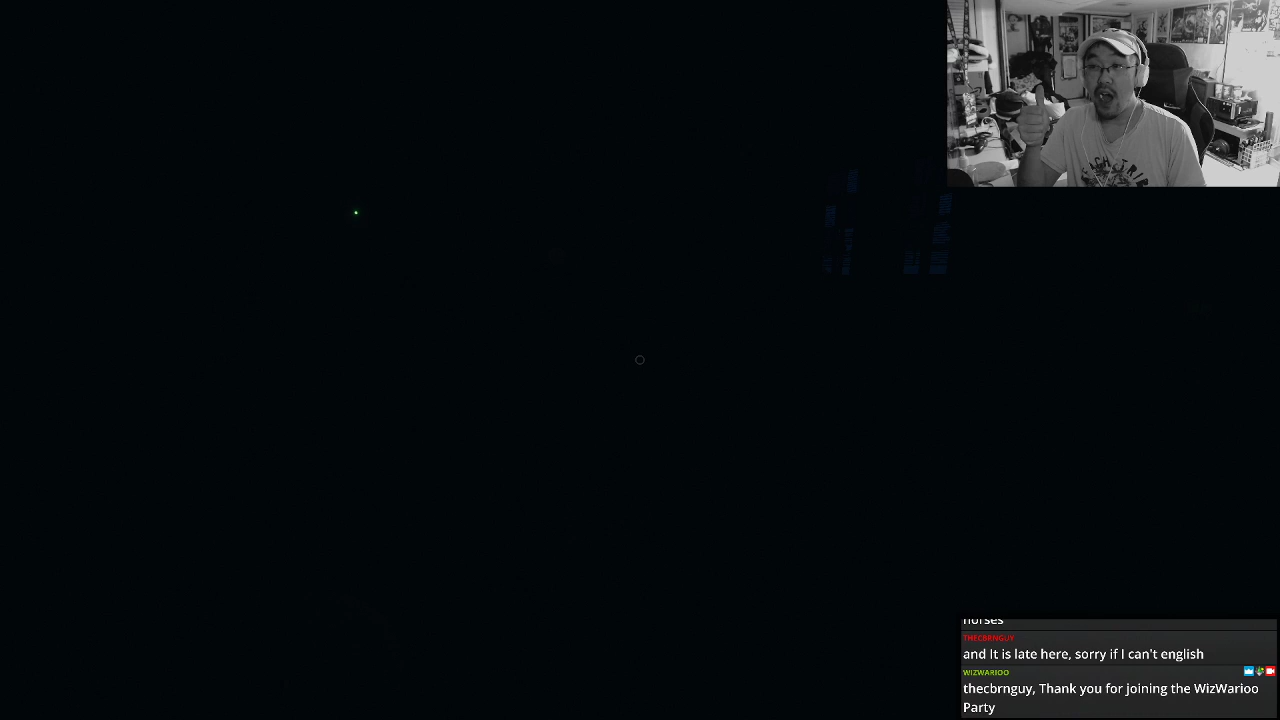 THECBRNGUY
and It is late here, sorry if I can't english
WIZWARIOO
thecbrnguy, Thank you for joining the WizWarioo
Party